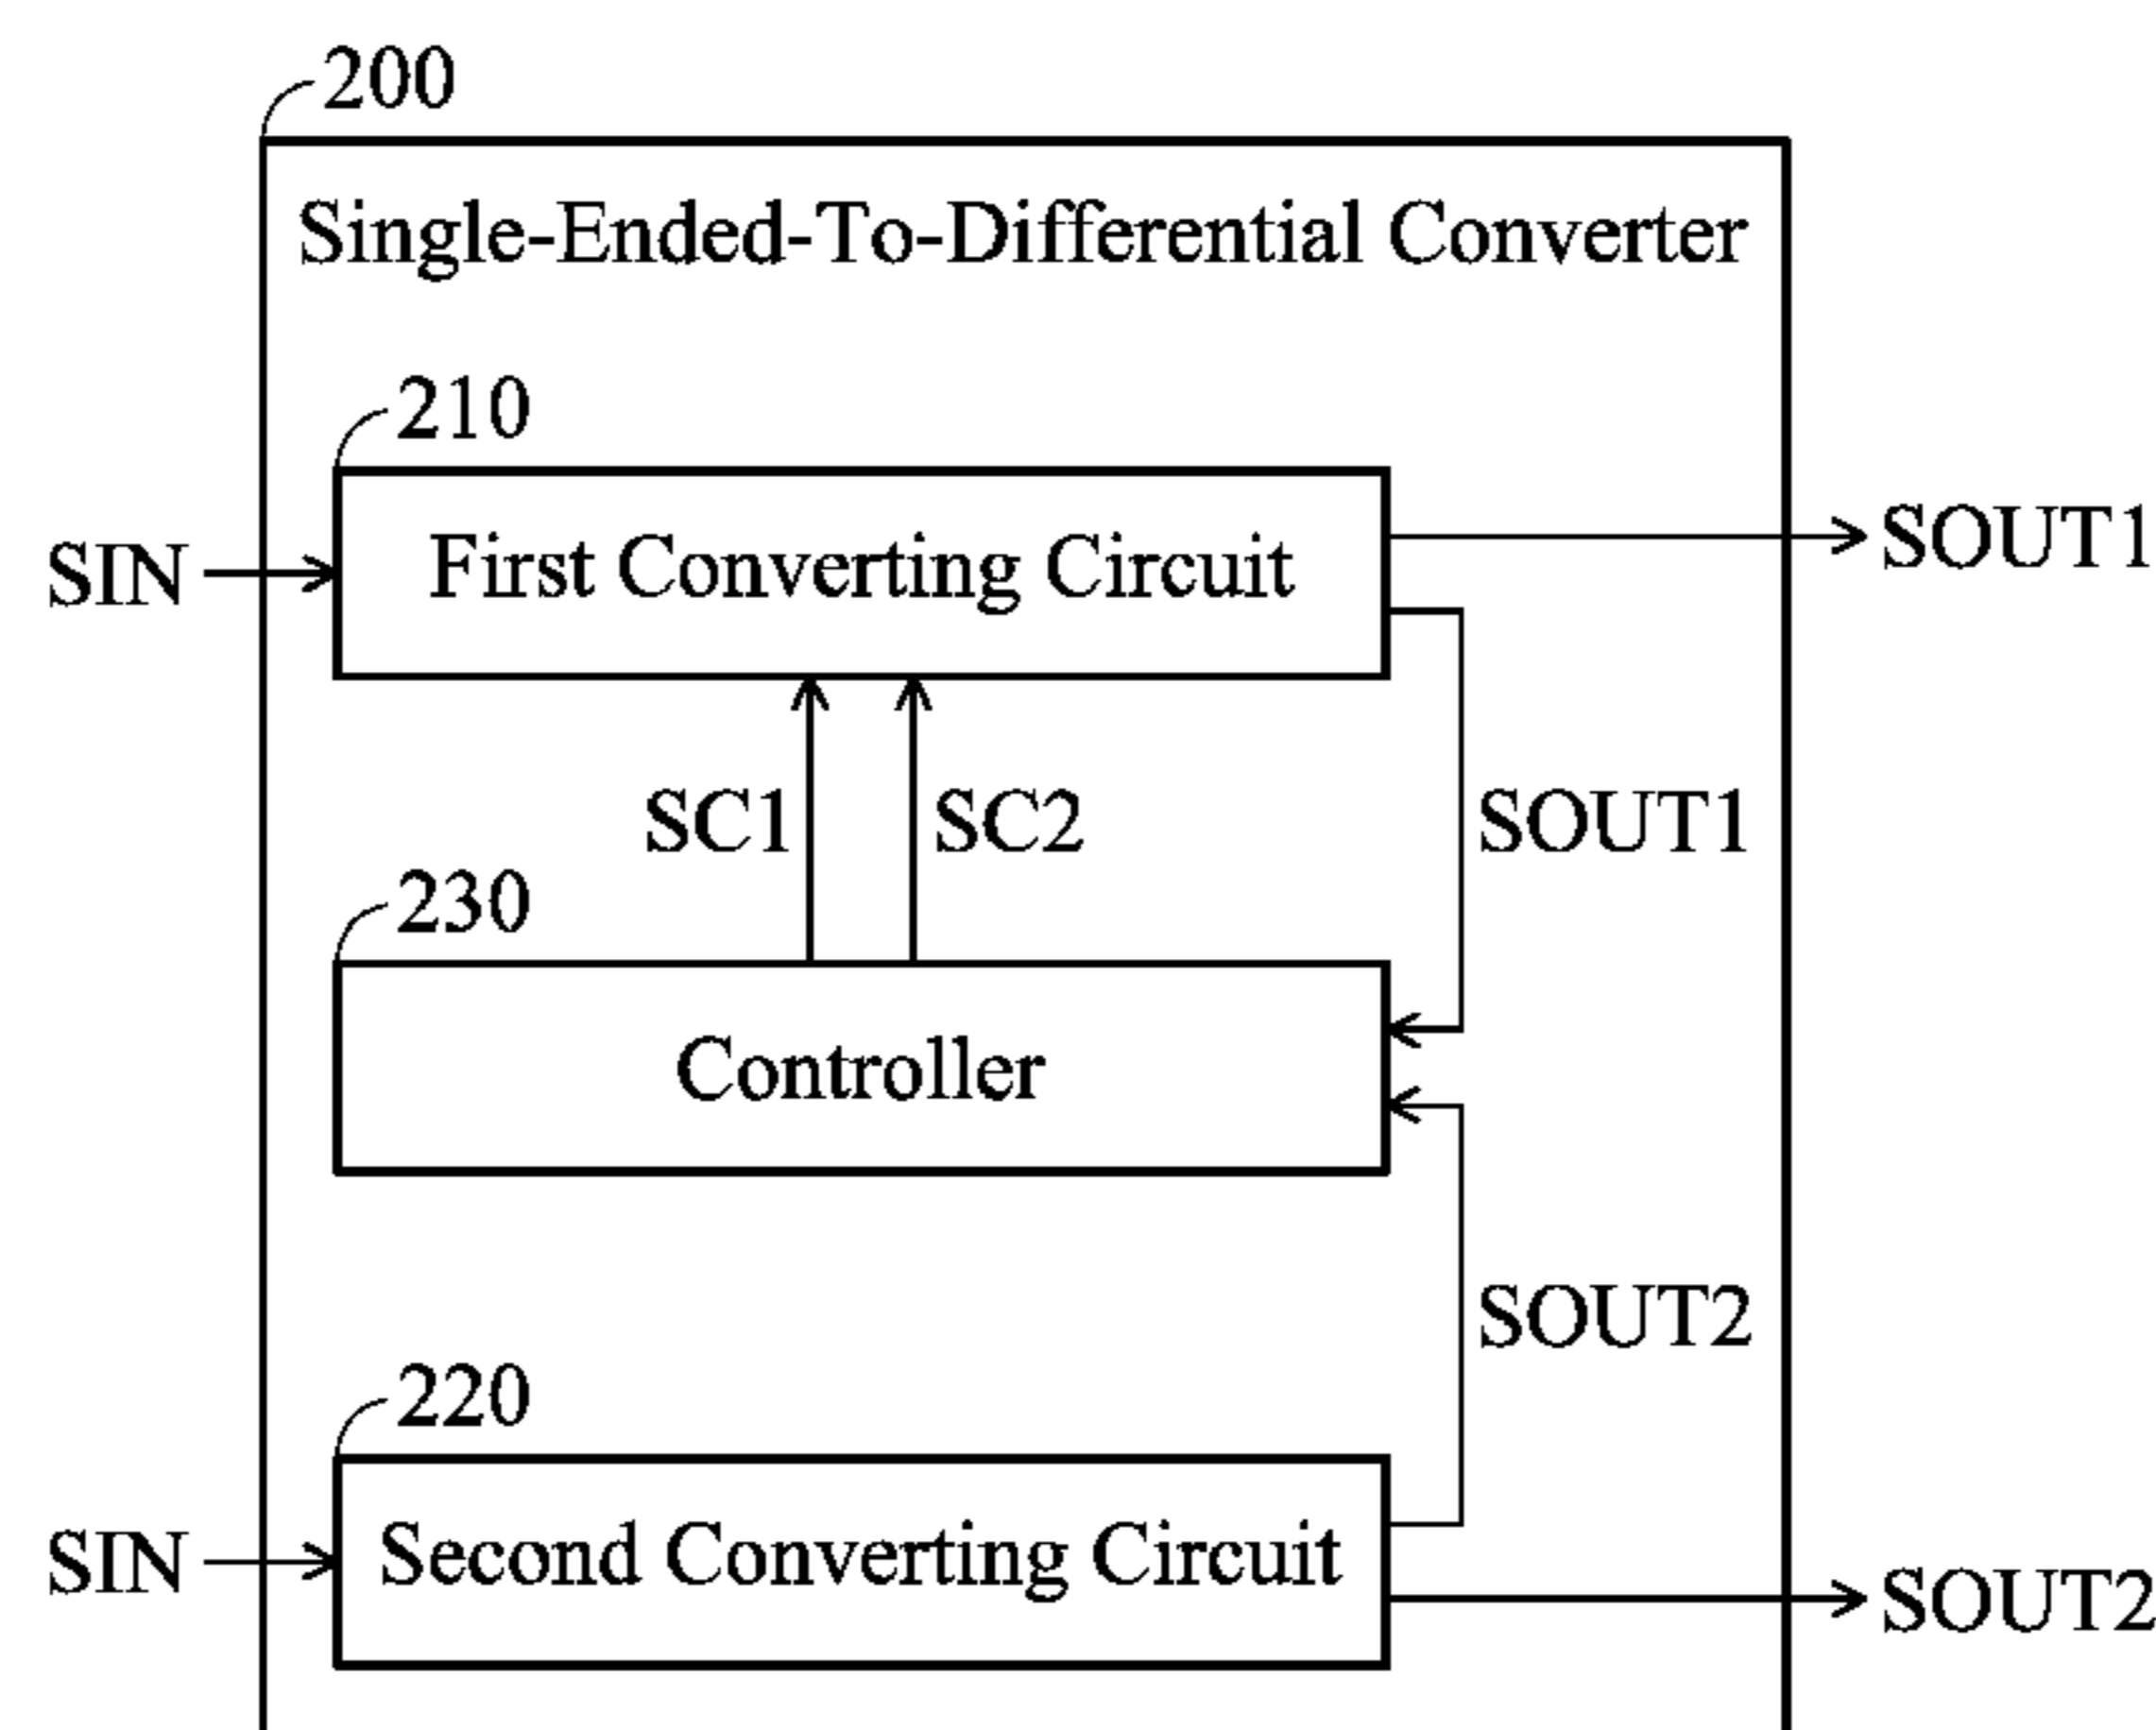 200
Single-Ended-To-Differential Converter
210
SIN
First Converting Circuit
SOUT1
SC1
SC2
SOUT1
230
Controller
SOUT2
220
SIN
Second Converting Circuit
SOUT2